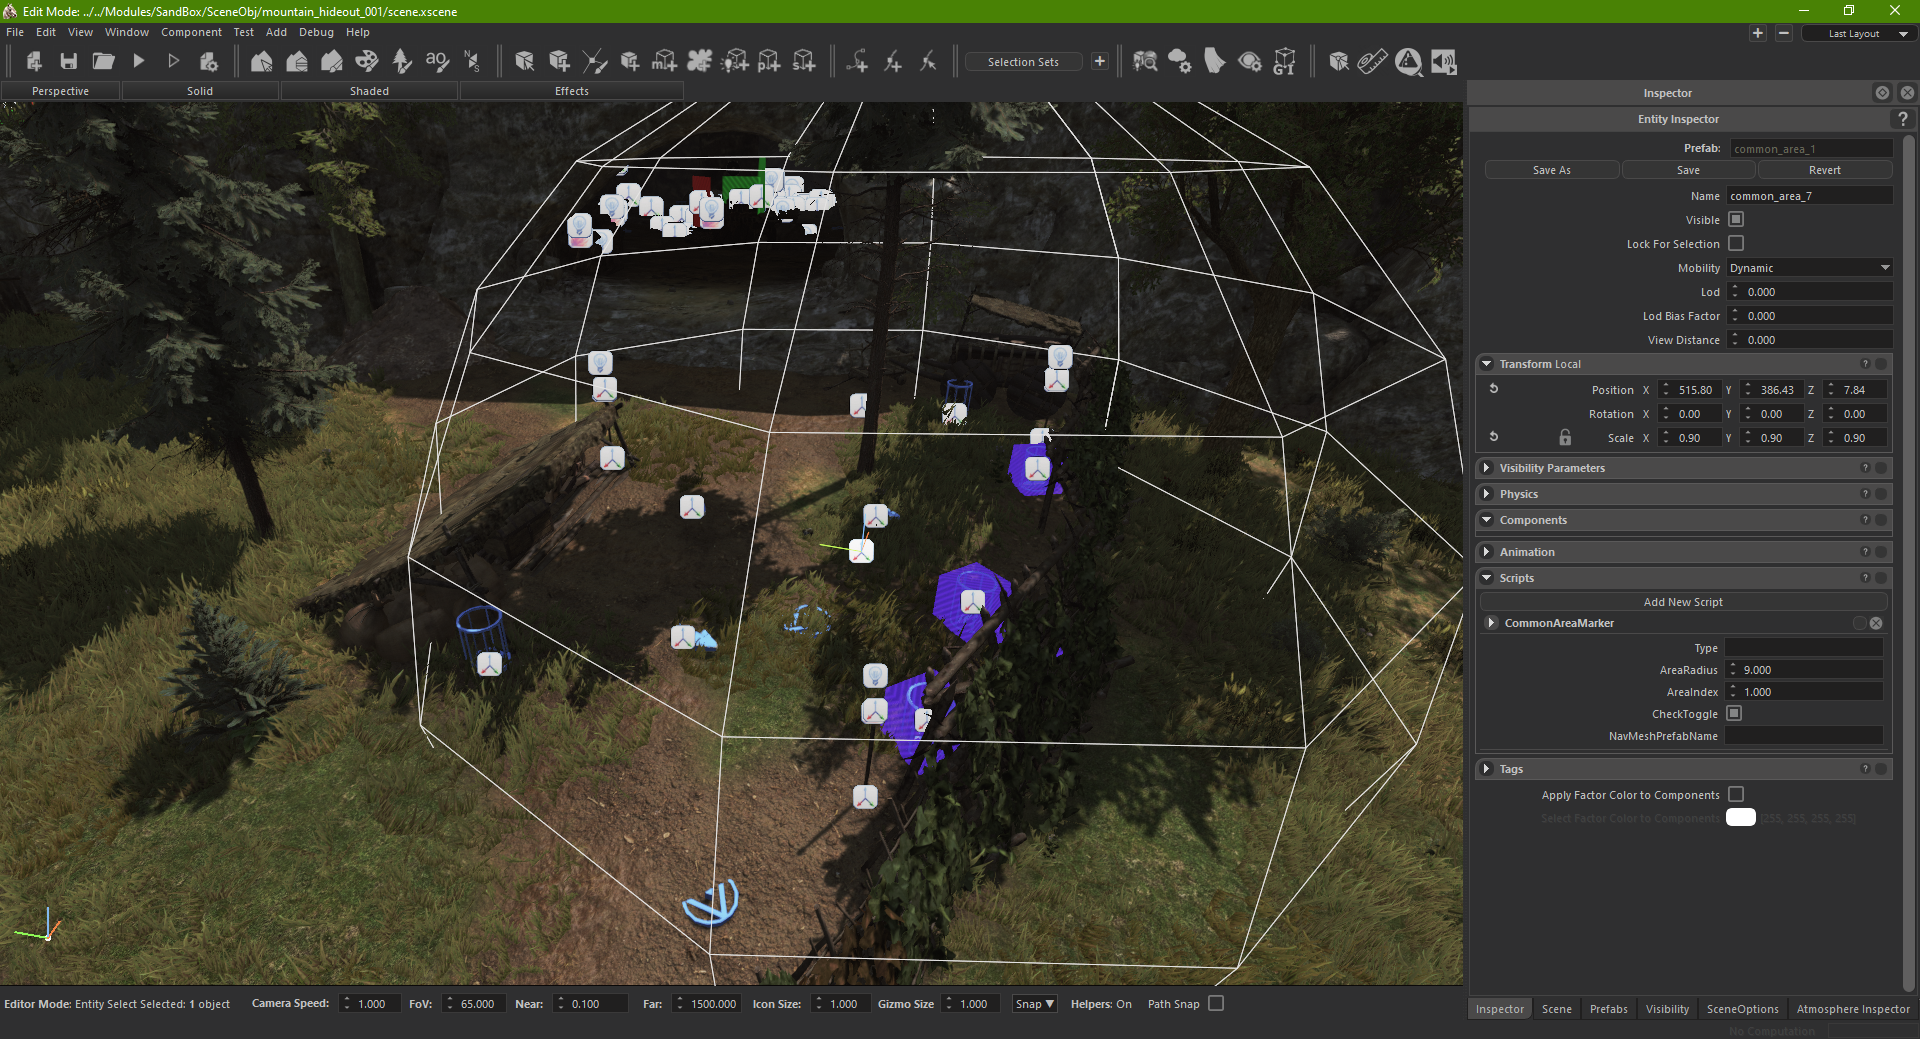 Edit Mode: ../../Modules/SandBox/SceneObj/mountain_hideout_001/scene.xscene
File Edit View Window Component Test Add Debug Help
Last Layout
ao
N
S
Selection Sets
GI
Perspective Solid Shaded Effects
Inspector
Entity Inspector
?
Prefab: common_area_1
Save As Save Revert
Name common_area_7
Visible
Lock For Selection
Mobility Dynamic
Lod 0.000
Lod Bias Factor 0.000
View Distance 0.000
Transform Local ?
Position X 515.80 Y 386.43 Z 7.84
Rotation X 0.00 Y 0.00 Z 0.00
Scale X 0.90 Y 0.90 Z 0.90
Visibility Parameters ?
Physics ?
Components ?
Animation ?
Scripts ?
Add New Script
CommonAreaMarker
Type
AreaRadius 9.000
AreaIndex 1.000
CheckToggle
NavMeshPrefabName
Tags ?
Apply Factor Color to Components
Select Factor Color to Components (255, 255, 255, 255)
Editor Mode: Entity Select Selected: 1 object Camera Speed: 1.000 FoV: 65.000 Near: 0.100 Far: 1500.000 Icon Size: 1.000 Gizmo Size 1.000 Snap Helpers: On Path Snap
Inspector Scene Prefabs Visibility SceneOptions Atmosphere Inspector
No Computation